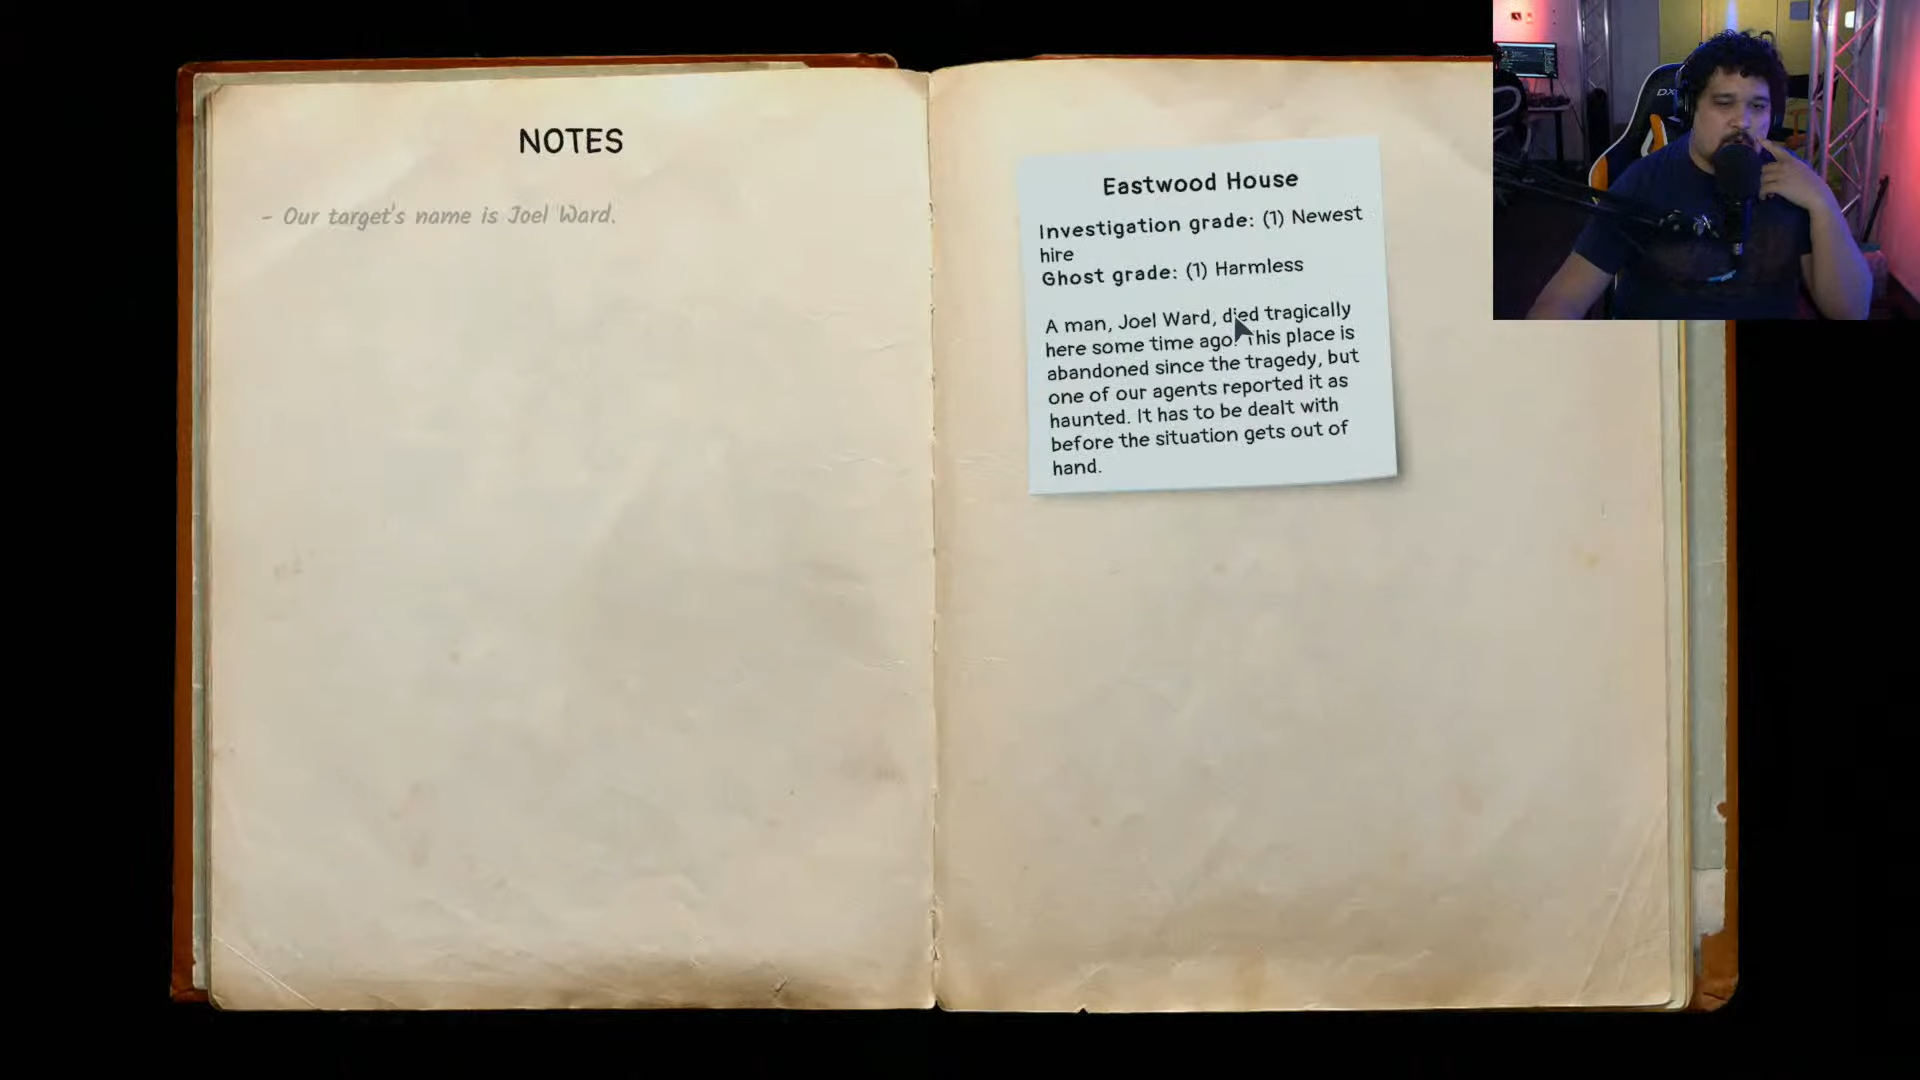 NOTES
- Our target's name is Joel Ward.
Eastwood House
Investigation grade: (1) Newest
hire
Ghost grade: (1) Harmless
A man, Joel Ward, died tragically
here some time ago. This place is
abandoned since the tragedy, but
one of our agents reported it as
haunted. It has to be dealt with
before the situation gets out of
hand.
DX